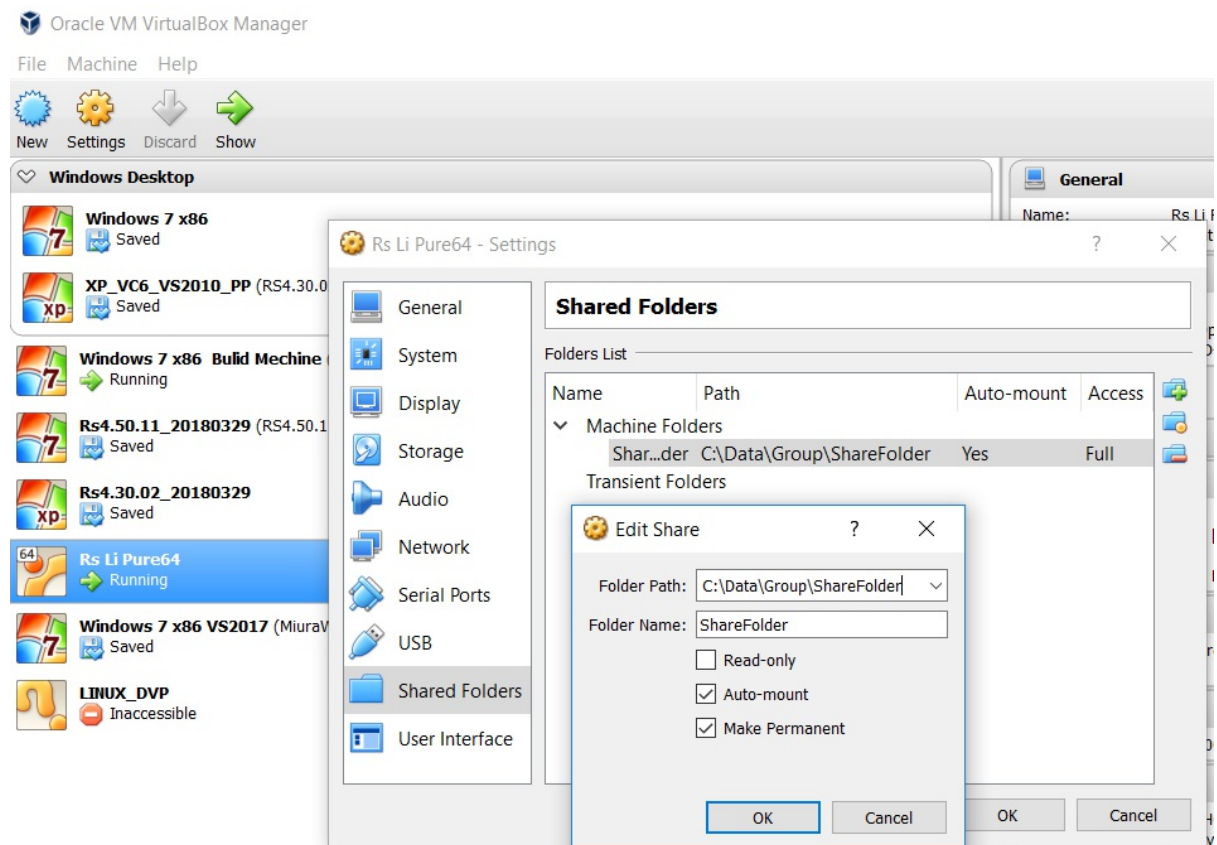 Oracle VM VirtualBox Manager
File Machine Help
New Settings Discard Show
Windows Desktop
General
Windows 7 x86
Saved
Name: Rs Li
Rs Li Pure64 - Settings ? ×
XP_VC6_VS2010_PP (RS4.30.0
Saved
Windows 7 x86 Bulid Mechine
Running
Rs4.50.11_20180329 (RS4.50.1
Saved
Rs4.30.02_20180329
Saved
64
Rs Li Pure64
Running
Windows 7 x86 VS2017 (MiuraW
Saved
LINUX_DVP
Inaccessible
General
System
Display
Storage
Audio
Network
Serial Ports
USB
Shared Folders
User Interface
Shared Folders
Folders List
Name Path Auto-mount Access
Machine Folders
Shar...der C:\Data\Group\ShareFolder Yes Full
Transient Folders
Edit Share ? ×
Folder Path: C:\Data\Group\ShareFolder
Folder Name: ShareFolder
Read-only
Auto-mount
Make Permanent
OK Cancel
OK Cancel